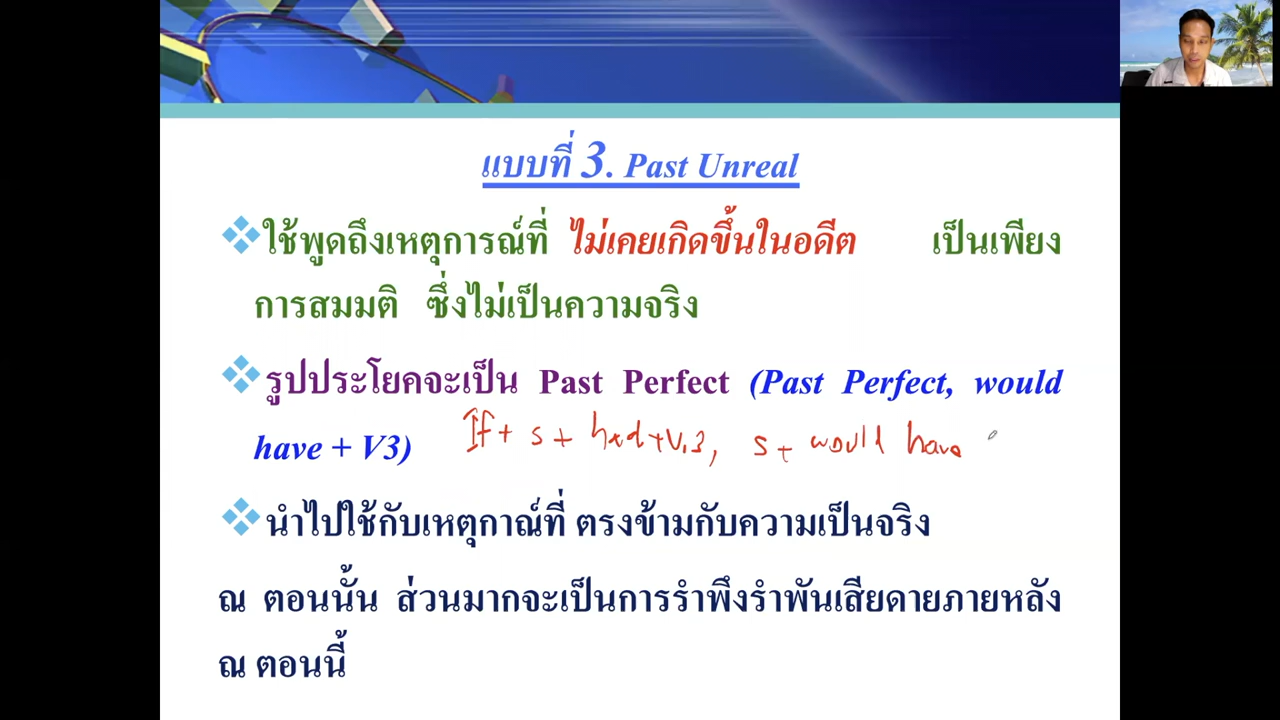 แบบที่ 3. Past Unreal
ใช้พูดถึงเหตุการณ์ที่ ไม่เคยเกิดขึ้นในอดีต เป็นเพียง
การสมมติ ซึ่งไม่เป็นความจริง
รูปประโยคจะเป็น Past Perfect (Past Perfect, would
have + V3) If + s + had + V.3, s + would have
นำไปใช้กับเหตุกาณ์ที่ ตรงข้ามกับความเป็นจริง
ณ ตอนนั้น ส่วนมากจะเป็นการรำพึงรำพันเสียดายภายหลัง
ณ ตอนนี้